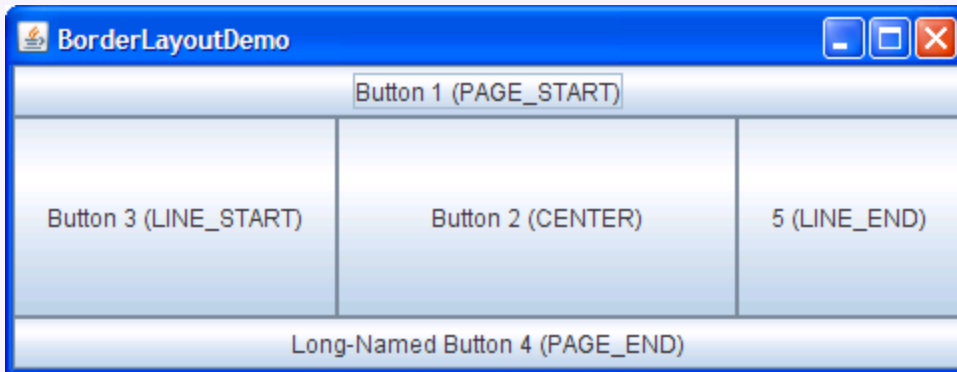 BorderLayoutDemo
Button 1 (PAGE_START)
Button 3 (LINE_START)
Button 2 (CENTER)
5 (LINE_END)
Long-Named Button 4 (PAGE_END)